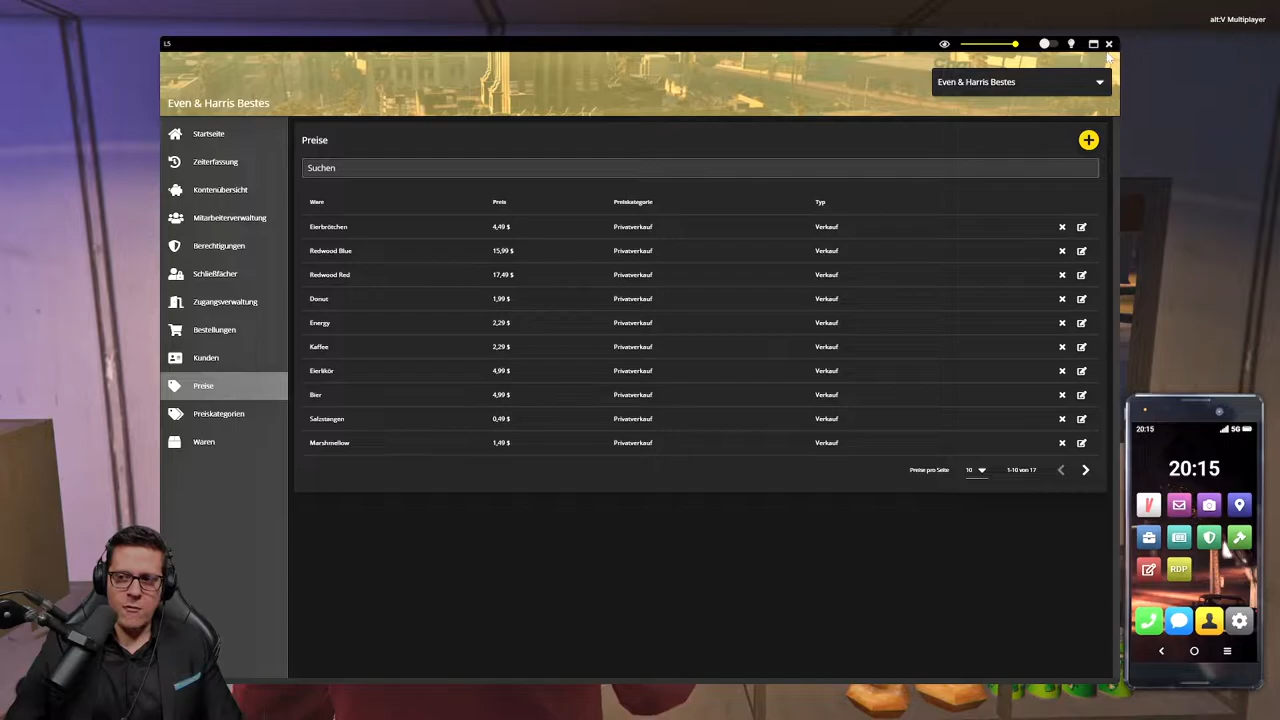 alt:V Multiplayer
L5
Even & Harris Bestes
Even & Harris Bestes
Startseite
Zeiterfassung
Kontenübersicht
Mitarbeiterverwaltung
Berechtigungen
Schließfächer
Zugangsverwaltung
Bestellungen
Kunden
Preise
Preiskategorien
Waren
Preise
Suchen
Ware Preis Preiskategorie Typ
Eierbrötchen 4,49 $ Privatverkauf Verkauf
Redwood Blue 15,99 $ Privatverkauf Verkauf
Redwood Red 17,49 $ Privatverkauf Verkauf
Donut 1,99 $ Privatverkauf Verkauf
Energy 2,29 $ Privatverkauf Verkauf
Kaffee 2,29 $ Privatverkauf Verkauf
Eierlikör 4,99 $ Privatverkauf Verkauf
Bier 4,99 $ Privatverkauf Verkauf
Salzstangen 0,49 $ Privatverkauf Verkauf
Marshmellow 1,49 $ Privatverkauf Verkauf
Preise pro Seite 10 1-10 von 17
20:15 5G
20:15
RDP